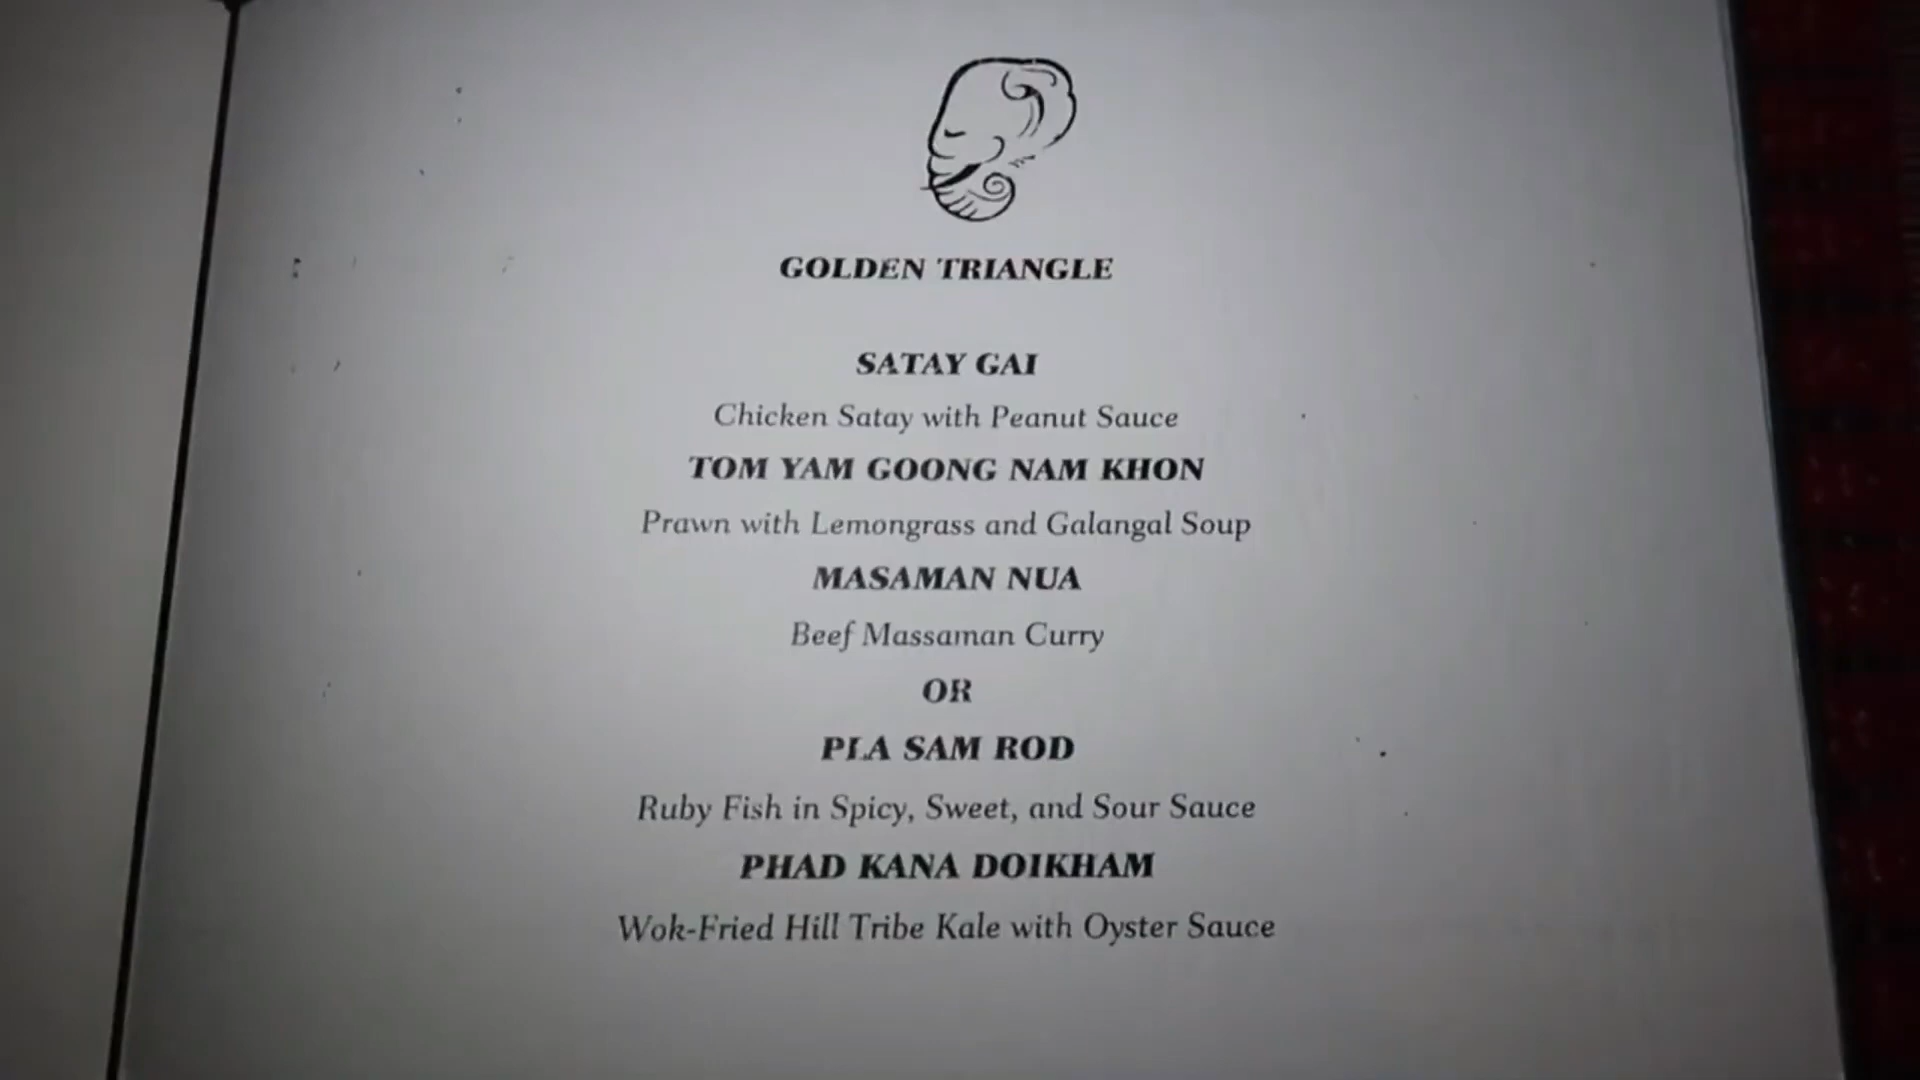 GOLDEN TRIANGLE
SATAY GAI
Chicken Satay with Peanut Sauce
TOM YAM GOONG NAM KHON
Prawn with Lemongrass and Galangal Soup
MASAMAN NUA
Beef Massaman Curry
OR
PLA SAM ROD
Ruby Fish in Spicy, Sweet, and Sour Sauce
PHAD KANA DOIKHAM
Wok-Fried Hill Tribe Kale with Oyster Sauce